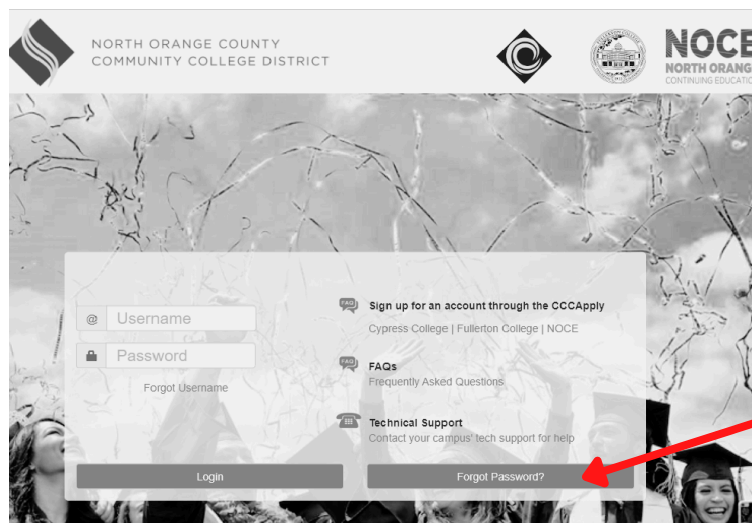 NORTH ORANGE COUNTY
COMMUNITY COLLEGE DISTRICT
NOCE
NORTH ORANG
CONTINUING EDUCATIO
@ Username
Password
Forgot Username
FAQ
Sign up for an account through the CCCApply
Cypress College | Fullerton College | NOCE
FAQ
FAQs
Frequently Asked Questions
Technical Support
Contact your campus' tech support for help
Login
Forgot Password?